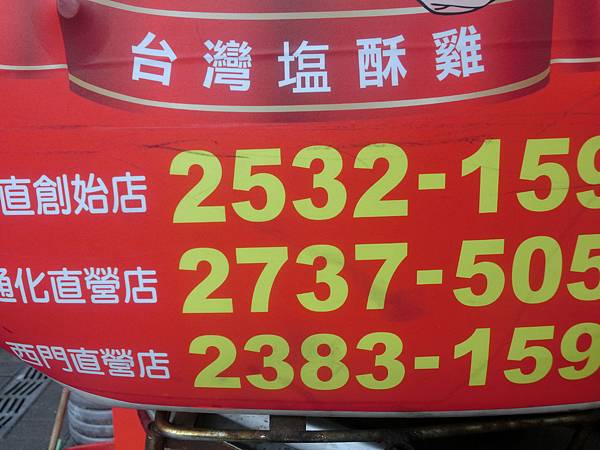 台灣塩酥雞
直創始店 2532-159
通化直營店 2737-505
西門直營店 2383-159